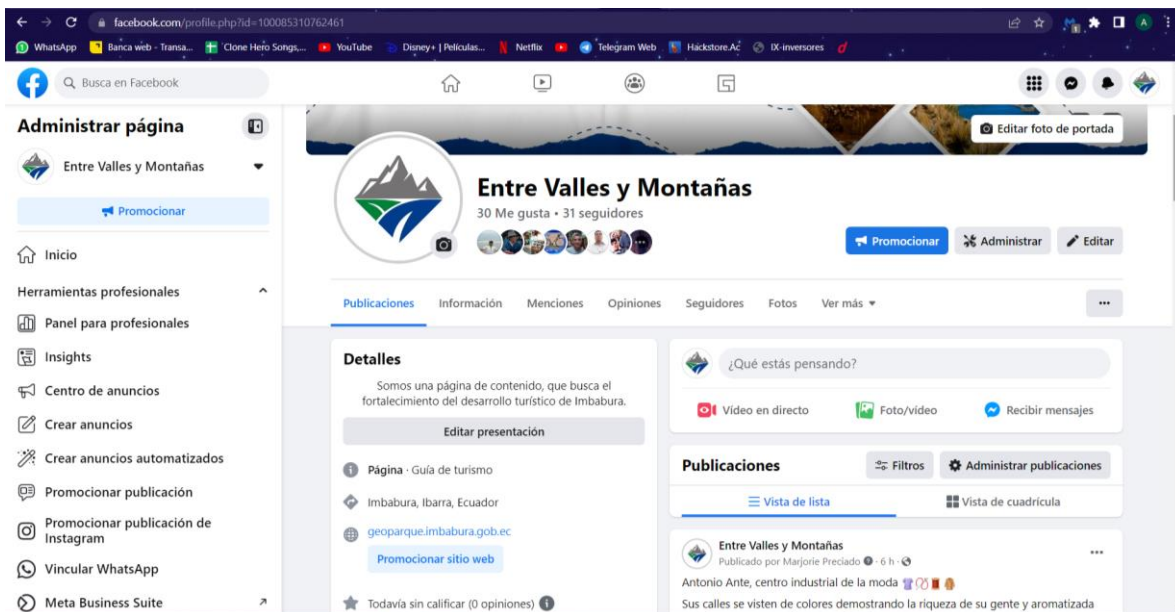 facebook.com/profile.php?id=100085310762461
WhatsApp Banca web - Transa... Clone Hero Songs,... YouTube Disney+ | Películas... Netflix Telegram Web Hackstore.Ac IX-inversores
Busca en Facebook
Administrar página
Entre Valles y Montañas
Promocionar
Inicio
Herramientas profesionales
Panel para profesionales
Insights
Centro de anuncios
Crear anuncios
Crear anuncios automatizados
Promocionar publicación
Promocionar publicación de
Instagram
Vincular WhatsApp
Meta Business Suite
Editar foto de portada
Entre Valles y Montañas
30 Me gusta • 31 seguidores
Promocionar Administrar Editar
Publicaciones Información Menciones Opiniones Seguidores Fotos Ver más
Detalles
Somos una página de contenido, que busca el
fortalecimiento del desarrollo turístico de Imbabura.
Editar presentación
Página · Guía de turismo
Imbabura, Ibarra, Ecuador
geoparque.imbabura.gob.ec
Promocionar sitio web
Todavía sin calificar (0 opiniones)
¿Qué estás pensando?
Vídeo en directo Foto/vídeo Recibir mensajes
Publicaciones Filtros Administrar publicaciones
Vista de lista Vista de cuadrícula
Entre Valles y Montañas
Publicado por Marjorie Preciado · 6 h ·
Antonio Ante, centro industrial de la moda
Sus calles se visten de colores demostrando la riqueza de su gente y aromatizada